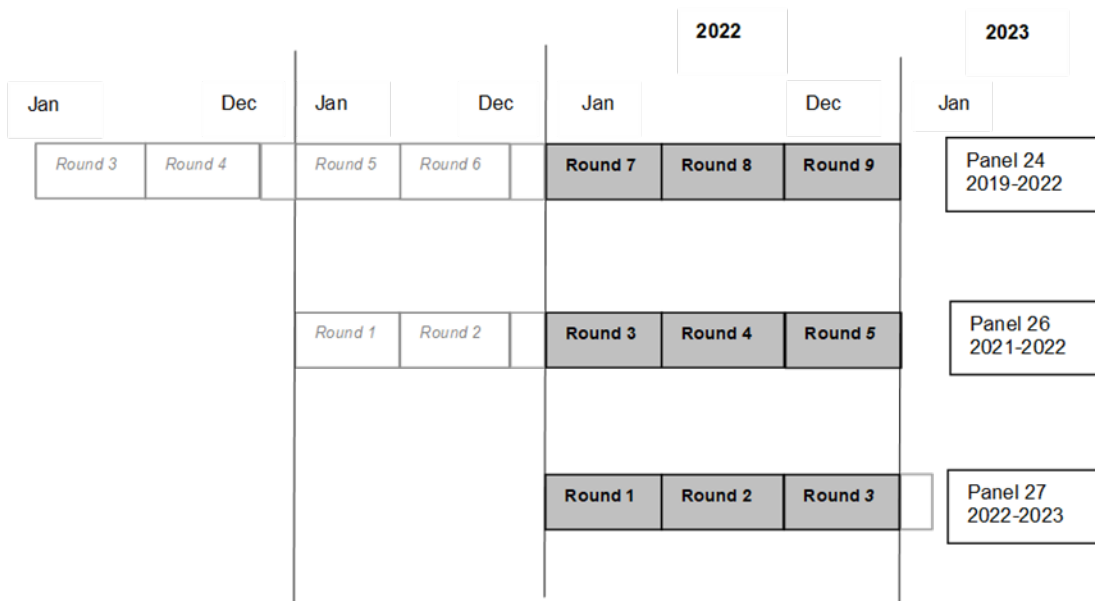 2022 2023
Jan Dec Jan Dec Jan Dec Jan
Round 3 Round 4 Round 5 Round 6 Round 7 Round 8 Round 9 Panel 24
2019-2022
Round 1 Round 2 Round 3 Round 4 Round 5 Panel 26
2021-2022
Round 1 Round 2 Round 3 Panel 27
2022-2023